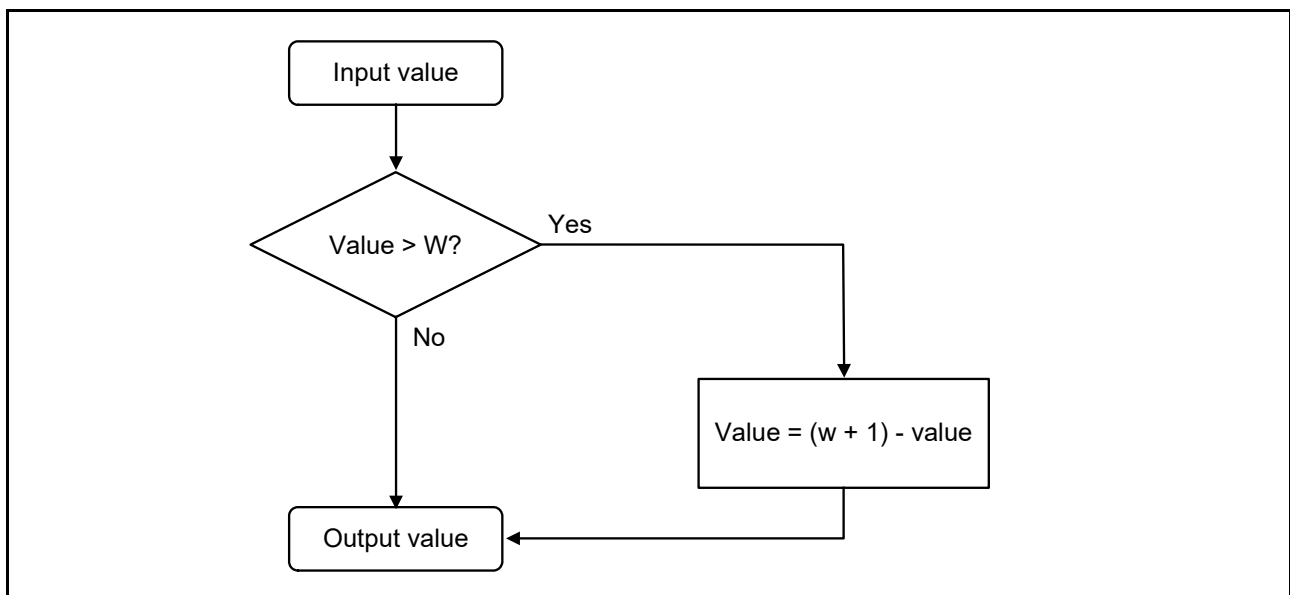 Input value
Value > W?
Yes
No
Value = (w + 1) - value
Output value